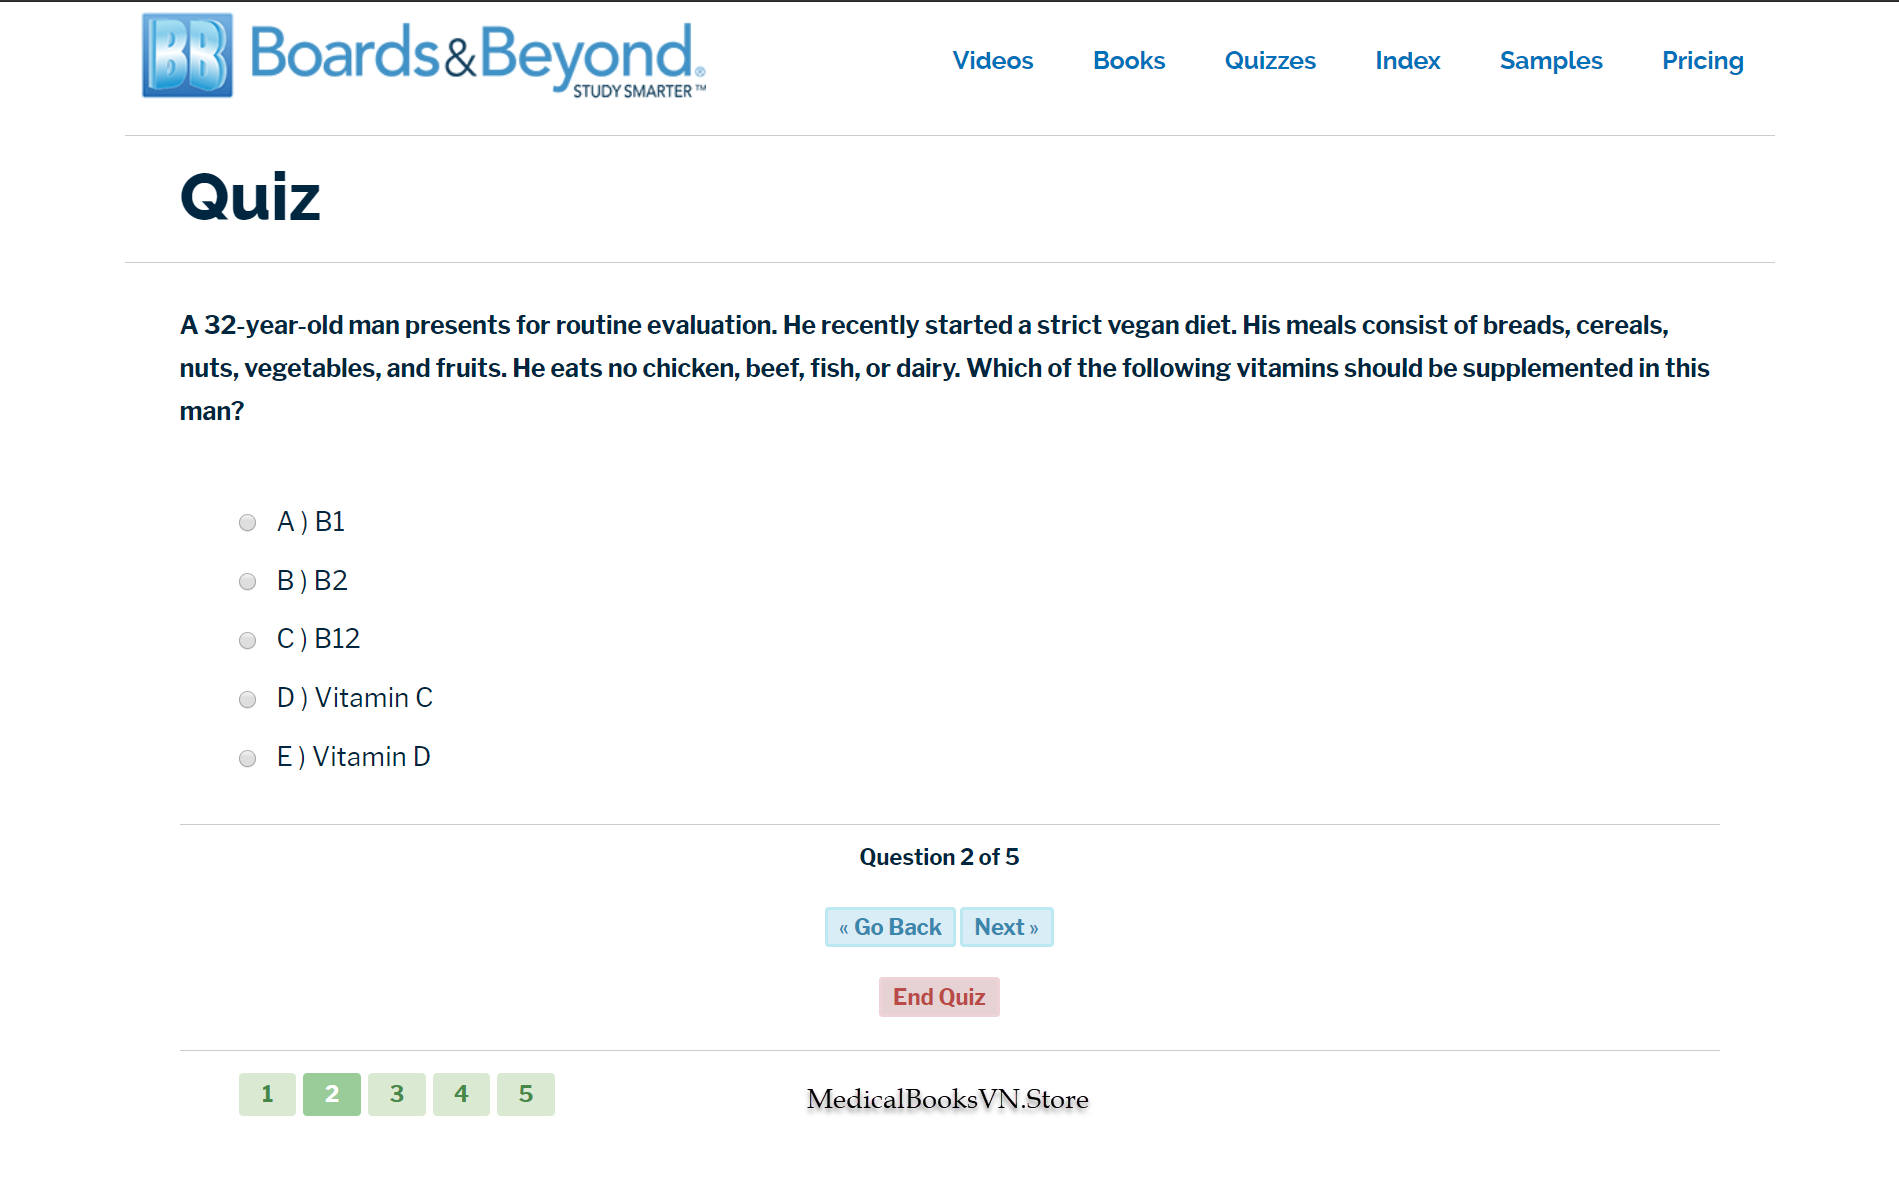 BB Boards&Beyond®
STUDY SMARTER™
Videos Books Quizzes Index Samples Pricing
Quiz
A 32-year-old man presents for routine evaluation. He recently started a strict vegan diet. His meals consist of breads, cereals,
nuts, vegetables, and fruits. He eats no chicken, beef, fish, or dairy. Which of the following vitamins should be supplemented in this
man?
A ) B1
B ) B2
C ) B12
D ) Vitamin C
E ) Vitamin D
Question 2 of 5
« Go Back Next »
End Quiz
1 2 3 4 5
MedicalBooksVN.Store